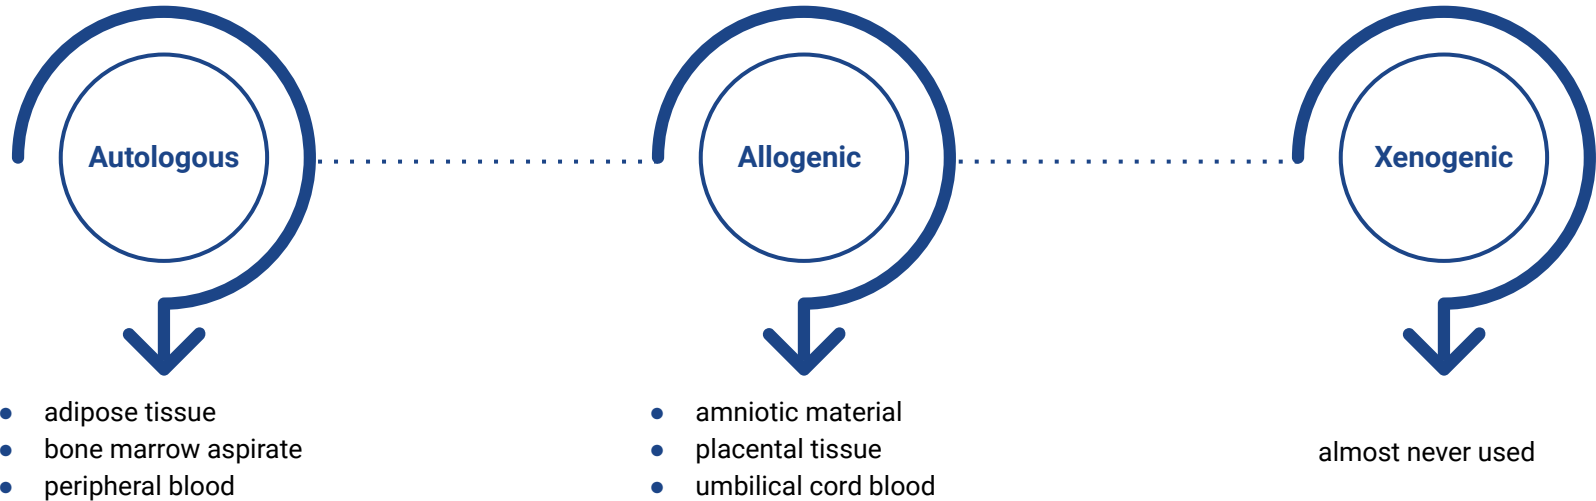 Autologous
Allogenic
Xenogenic
• adipose tissue
• bone marrow aspirate
• peripheral blood
• amniotic material
• placental tissue
• umbilical cord blood
almost never used